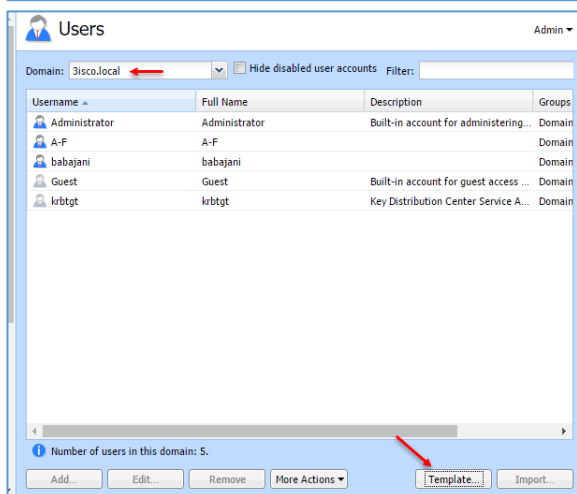 Users
Admin
Domain: 3isco.local Hide disabled user accounts Filter:
Username Full Name Description Groups
Administrator Administrator Built-in account for administering... Domain
A-F A-F Domain
babajani babajani Domain
Guest Guest Built-in account for guest access ... Domain
krbtgt krbtgt Key Distribution Center Service A... Domain
Number of users in this domain: 5.
Add... Edit... Remove More Actions Template... Import...